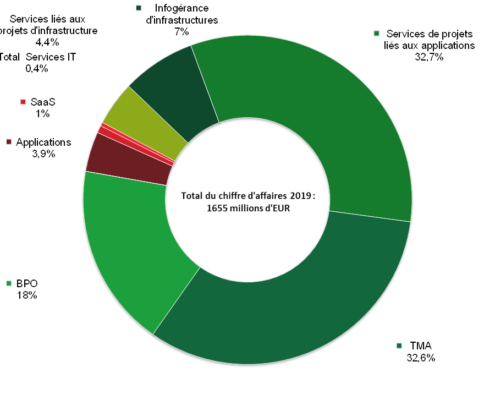 Services liés aux
projets d'infrastructure
4,4%
Total Services IT
0,4%
SaaS
1%
Applications
3,9%
BPO
18%
Infogérance
d'infrastructures
7%
Services de projets
liés aux applications
32,7%
Total du chiffre d'affaires 2019 :
1655 millions d'EUR
TMA
32,6%